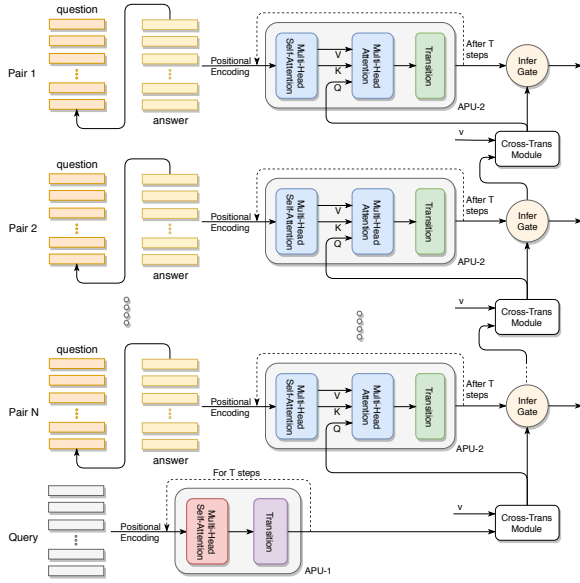 question
Pair 1
answer
Positional
Encoding
Multi-Head
Self-Attention
V
K
Q
Multi-Head
Attention
Transition
After T
steps
APU-2
Infer
Gate
v
Cross-Trans
Module
question
Pair 2
answer
Positional
Encoding
Multi-Head
Self-Attention
V
K
Q
Multi-Head
Attention
Transition
After T
steps
APU-2
Infer
Gate
v
Cross-Trans
Module
question
Pair N
answer
Positional
Encoding
Multi-Head
Self-Attention
V
K
Q
Multi-Head
Attention
Transition
After T
steps
APU-2
Infer
Gate
v
Cross-Trans
Module
Query
Positional
Encoding
For T steps
Multi-Head
Self-Attention
Transition
APU-1